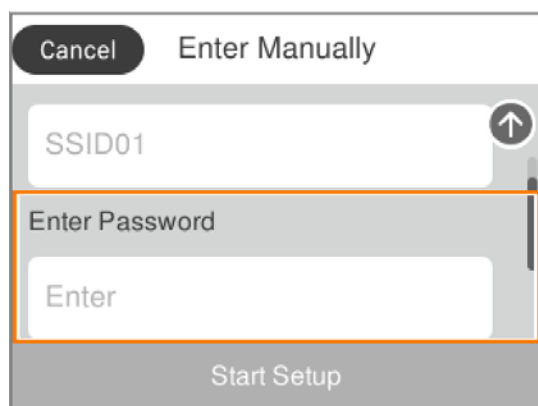 Cancel Enter Manually
SSID01
Enter Password
Enter
Start Setup